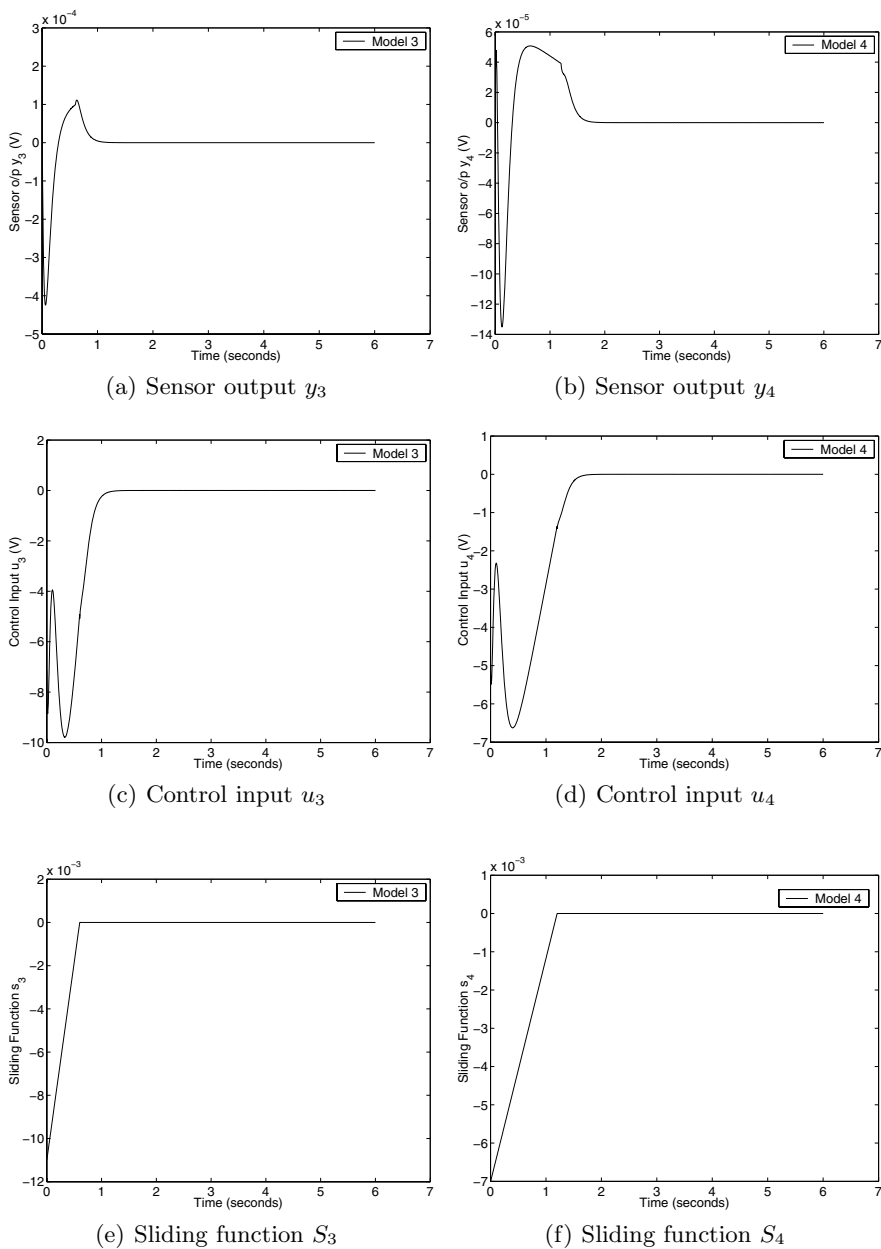 x 10⁻⁴
3
2
1
0
−1
−2
−3
−4
−5
Sensor o/p y₃ (V)
Model 3
0 1 2 3 4 5 6 7
Time (seconds)
(a) Sensor output y₃
x 10⁻⁵
6
4
2
0
−2
−4
−6
−8
−10
−12
−14
Sensor o/p y₄ (V)
Model 4
0 1 2 3 4 5 6 7
Time (seconds)
(b) Sensor output y₄
2
0
−2
−4
−6
−8
−10
Control Input u₃ (V)
Model 3
0 1 2 3 4 5 6 7
Time (seconds)
(c) Control input u₃
1
0
−1
−2
−3
−4
−5
−6
−7
Control Input u₄ (V)
Model 4
0 1 2 3 4 5 6 7
Time (seconds)
(d) Control input u₄
x 10⁻³
2
0
−2
−4
−6
−8
−10
−12
Sliding Function s₃
Model 3
0 1 2 3 4 5 6 7
Time (seconds)
(e) Sliding function S₃
x 10⁻³
1
0
−1
−2
−3
−4
−5
−6
−7
Sliding Function s₄
Model 4
0 1 2 3 4 5 6 7
Time (seconds)
(f) Sliding function S₄